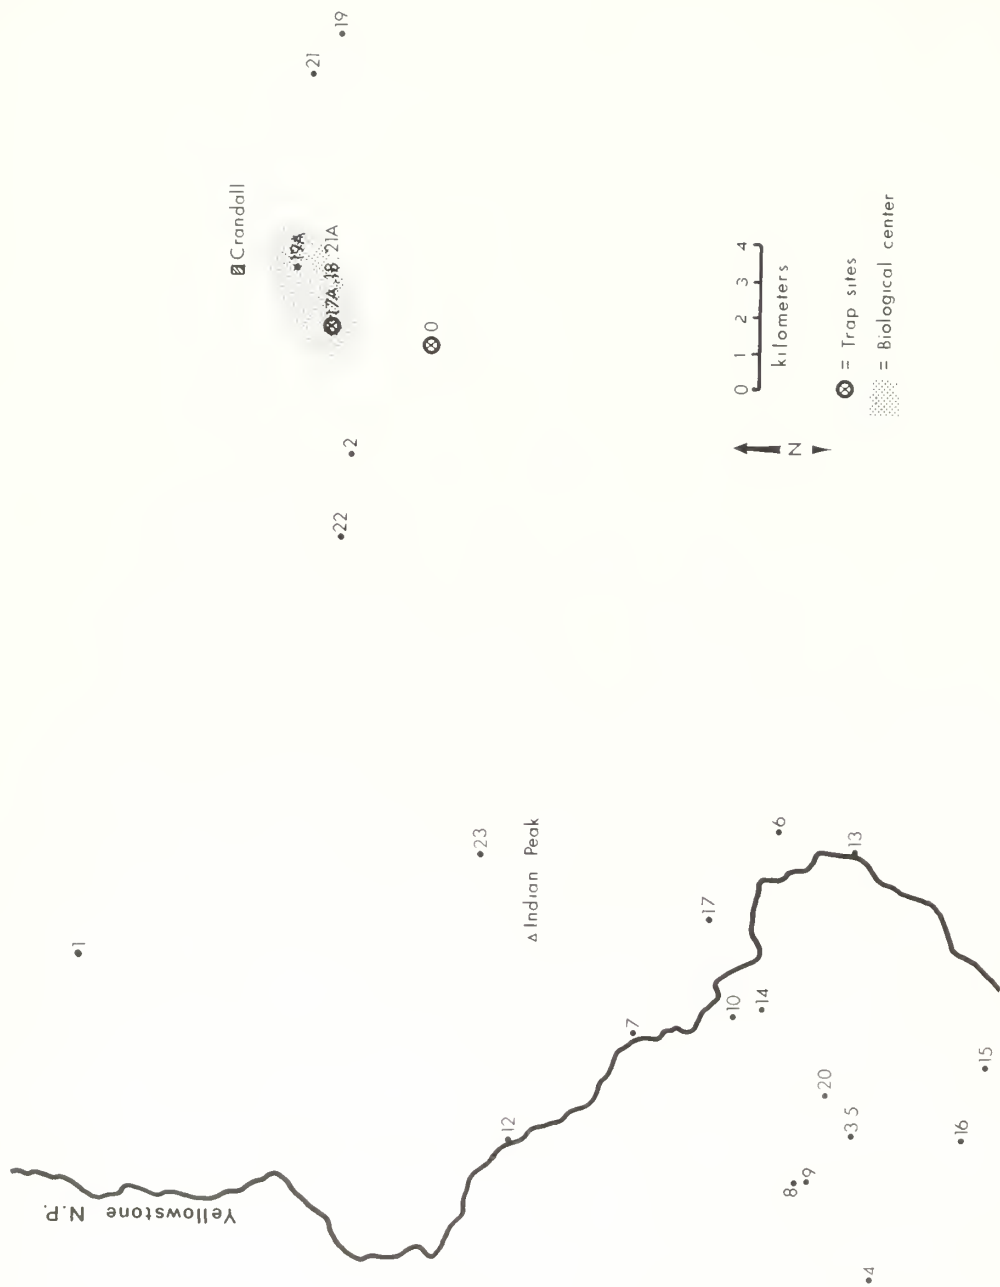 19
21
Crandall
19A
17A, 18, 21A
0
2
22
0 1 2 3 4
kilometers
= Trap sites
= Biological center
N
23
Indian Peak
6
13
1
17
10
14
7
20
3 5
15
12
16
8
9
Yellowstone N.P.
4